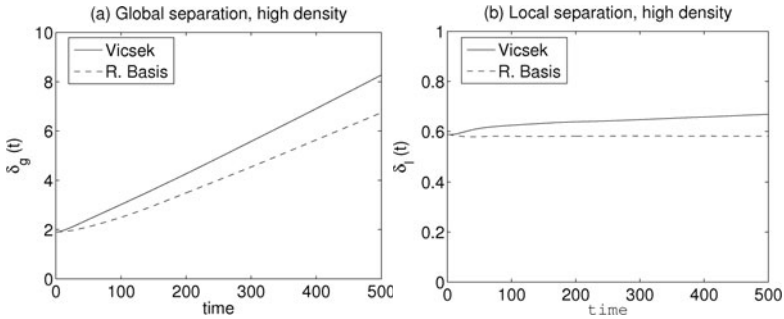 (a) Global separation, high density
10
8
6
4
2
0
δg (t)
Vicsek
R. Basis
0 100 200 300 400 500
time
(b) Local separation, high density
1
0.8
0.6
0.4
0.2
0
δl (t)
Vicsek
R. Basis
0 100 200 300 400 500
time